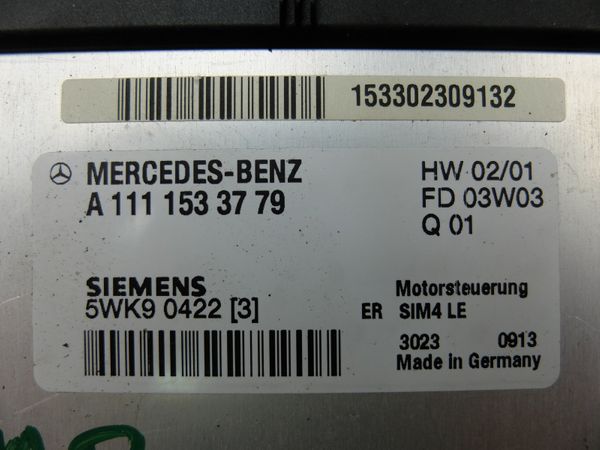 153302309132
MERCEDES-BENZ
A 111 153 37 79
HW 02/01
FD 03W03
Q 01
SIEMENS
5WK9 0422 [3]
Motorsteuerung
ER SIM4 LE
3023 0913
Made in Germany